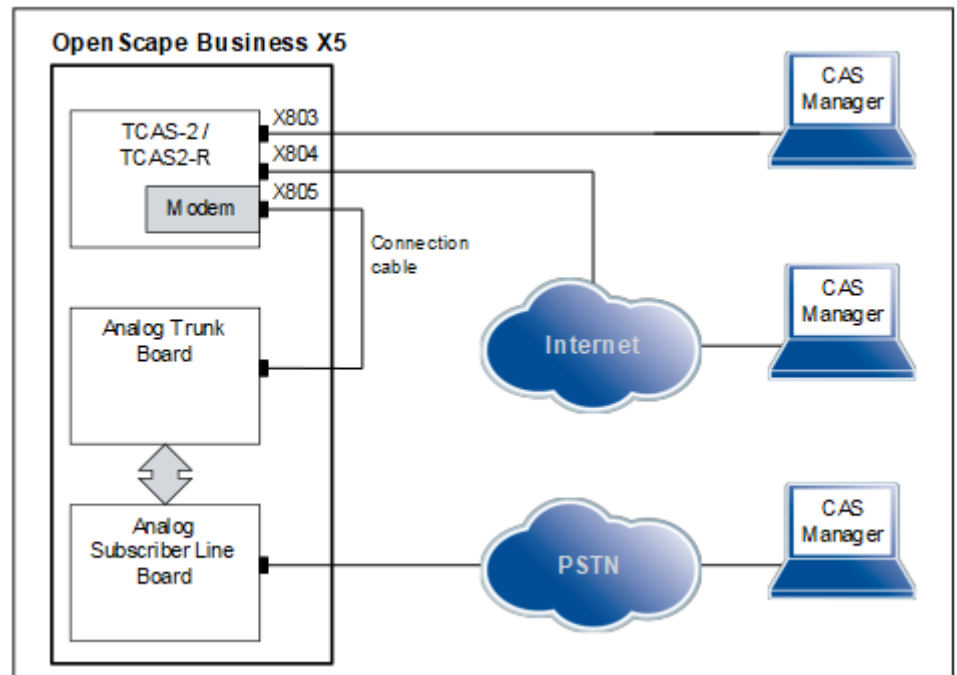 OpenScape Business X5
TCAS-2 /
TCAS2-R
Modem
X803
X804
X805
Connection
cable
CAS
Manager
Analog Trunk
Board
Internet
CAS
Manager
Analog
Subscriber Line
Board
PSTN
CAS
Manager